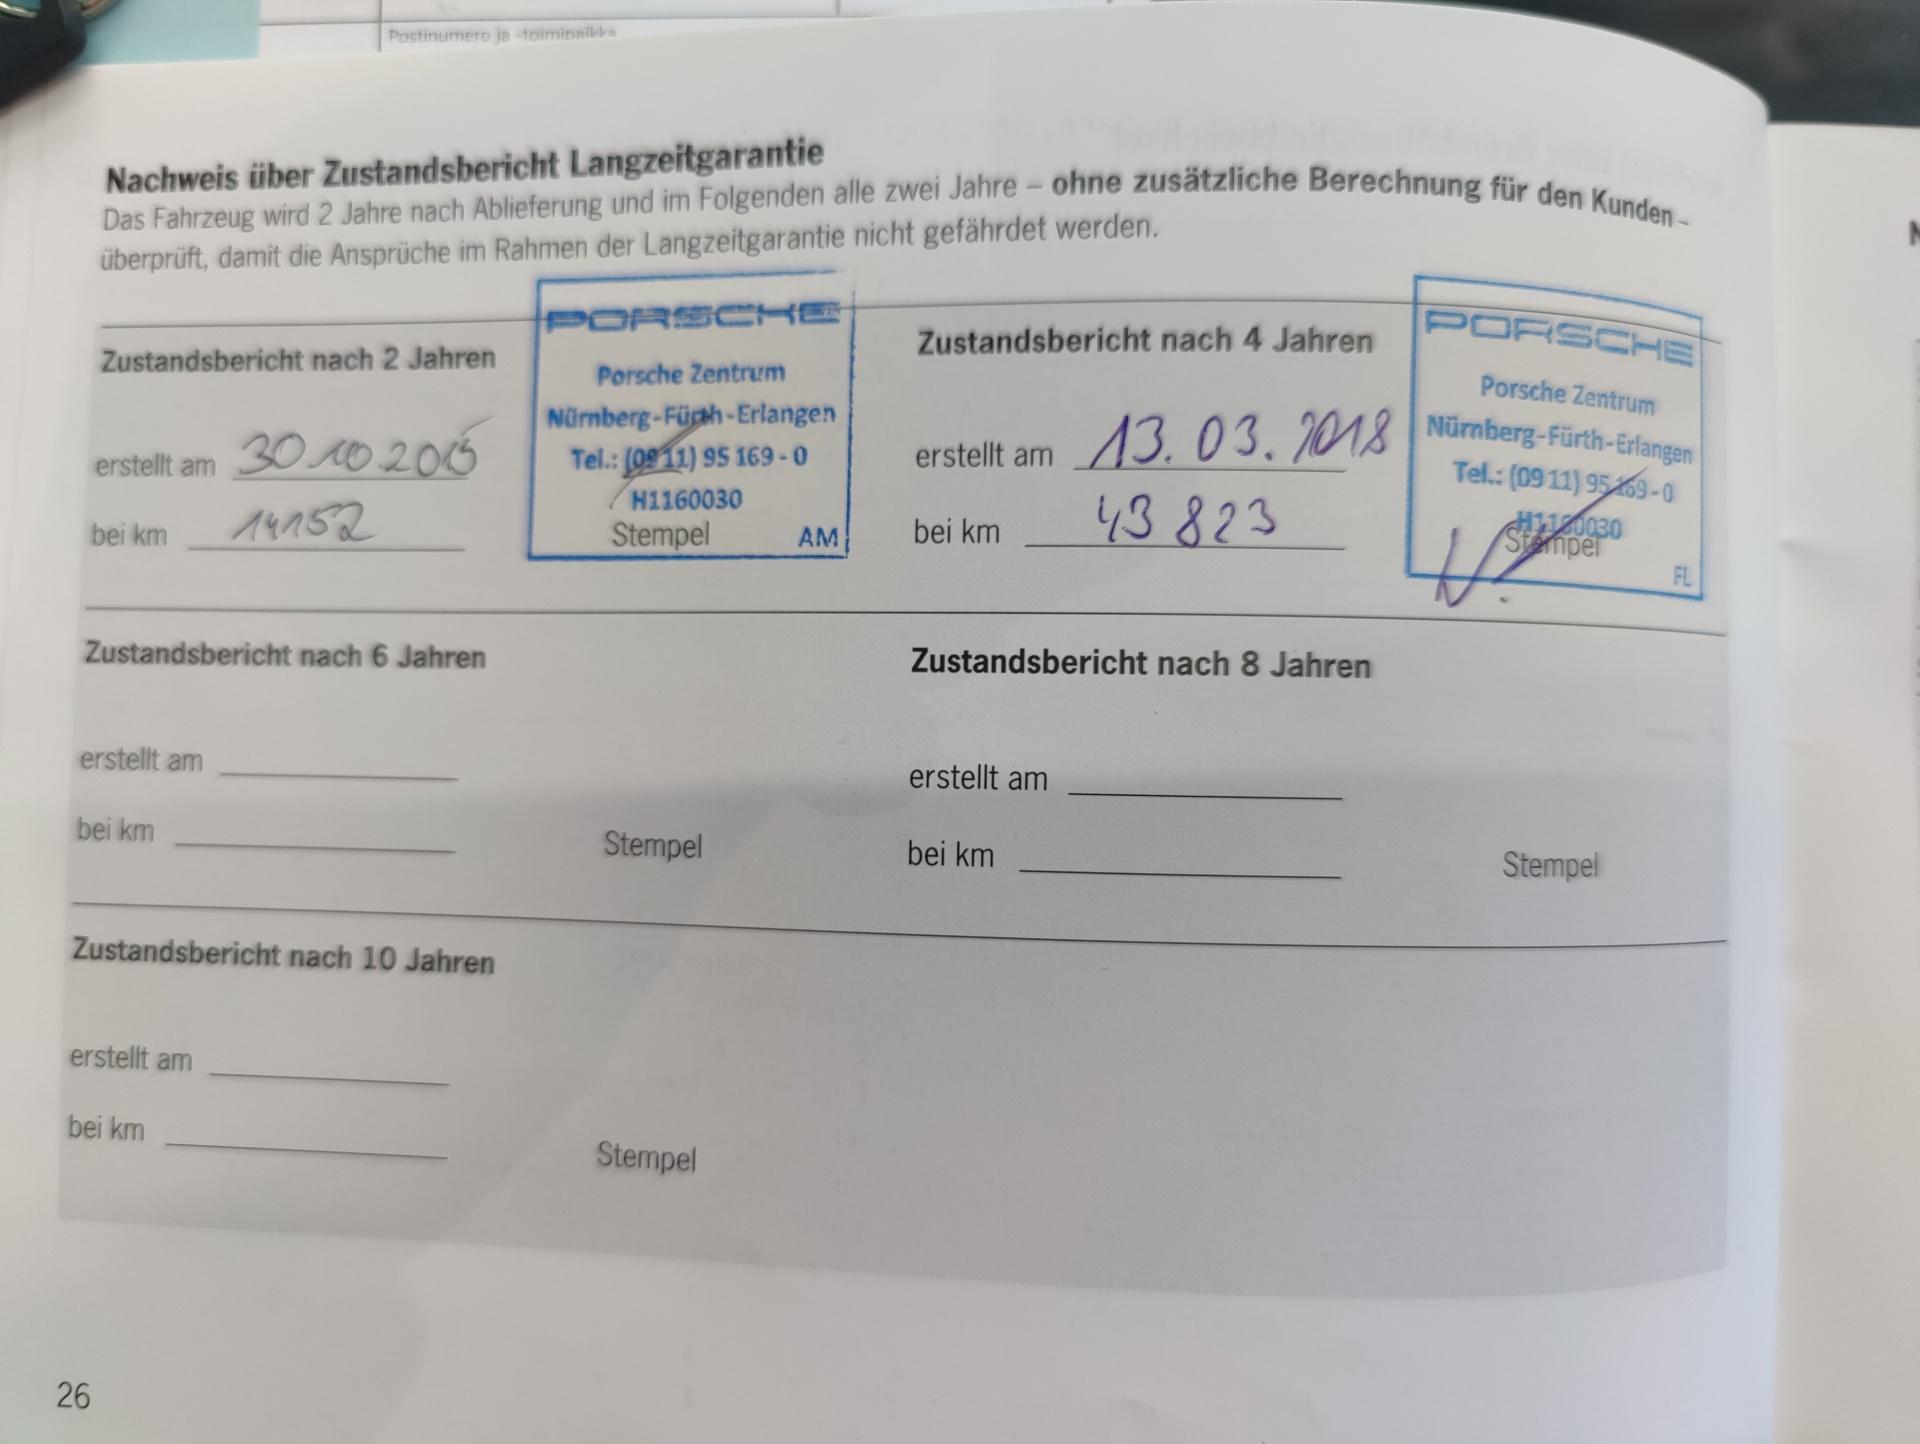 Postinumero ja -toimipaikka
Nachweis über Zustandsbericht Langzeitgarantie
Das Fahrzeug wird 2 Jahre nach Ablieferung und im Folgenden alle zwei Jahre – ohne zusätzliche Berechnung für den Kunden –
überprüft, damit die Ansprüche im Rahmen der Langzeitgarantie nicht gefährdet werden.
Zustandsbericht nach 2 Jahren
erstellt am 30.10.2015
bei km 14152
PORSCHE
Porsche Zentrum
Nürnberg-Fürth-Erlangen
Tel.: (09 11) 95 169 - 0
H1160030
Stempel AM
Zustandsbericht nach 4 Jahren
erstellt am 13.03.2018
bei km 43 823
PORSCHE
Porsche Zentrum
Nürnberg-Fürth-Erlangen
Tel.: (09 11) 95 169 - 0
H1160030
Stempel
FL
Zustandsbericht nach 6 Jahren
erstellt am
bei km
Stempel
Zustandsbericht nach 8 Jahren
erstellt am
bei km
Stempel
Zustandsbericht nach 10 Jahren
erstellt am
bei km
Stempel
26